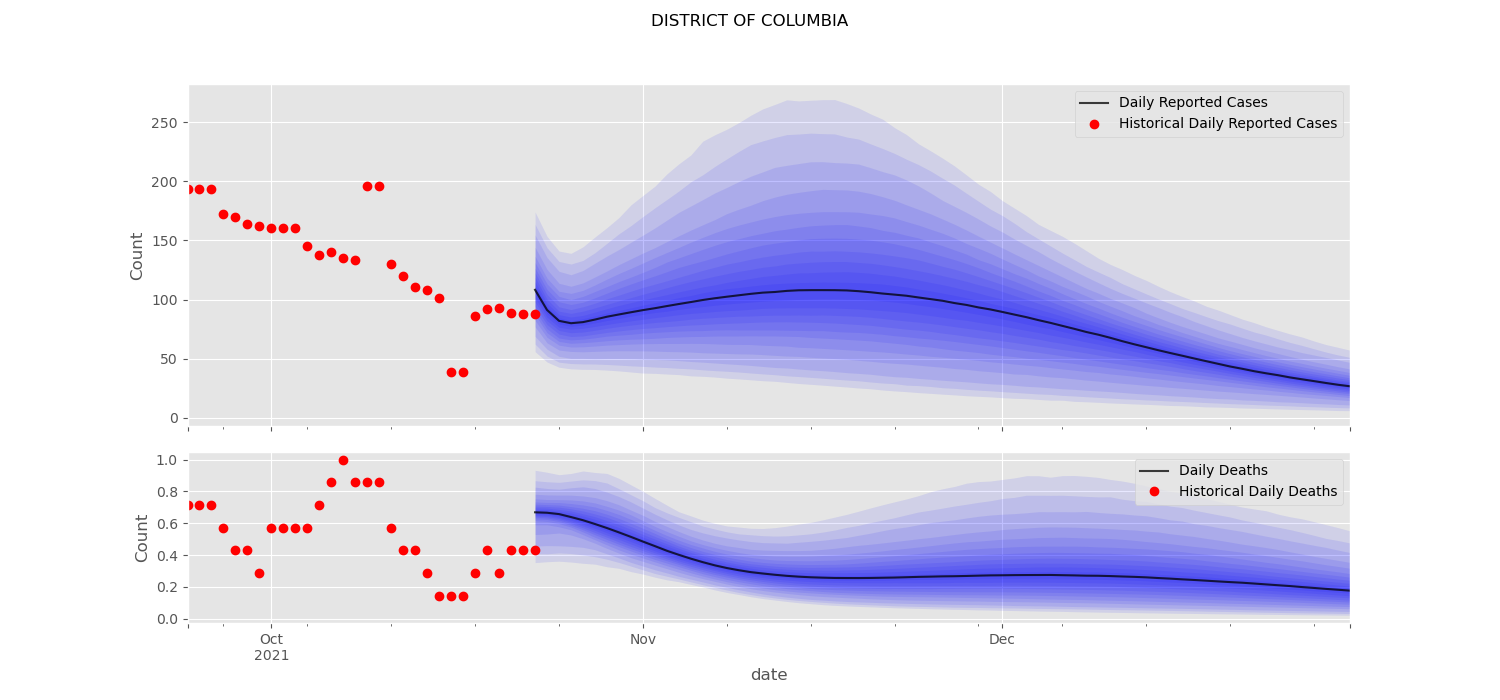 DISTRICT OF COLUMBIA
Count
250
200
150
100
50
0
Daily Reported Cases
Historical Daily Reported Cases
Count
1.0
0.8
0.6
0.4
0.2
0.0
Daily Deaths
Historical Daily Deaths
Oct
2021
Nov
Dec
date